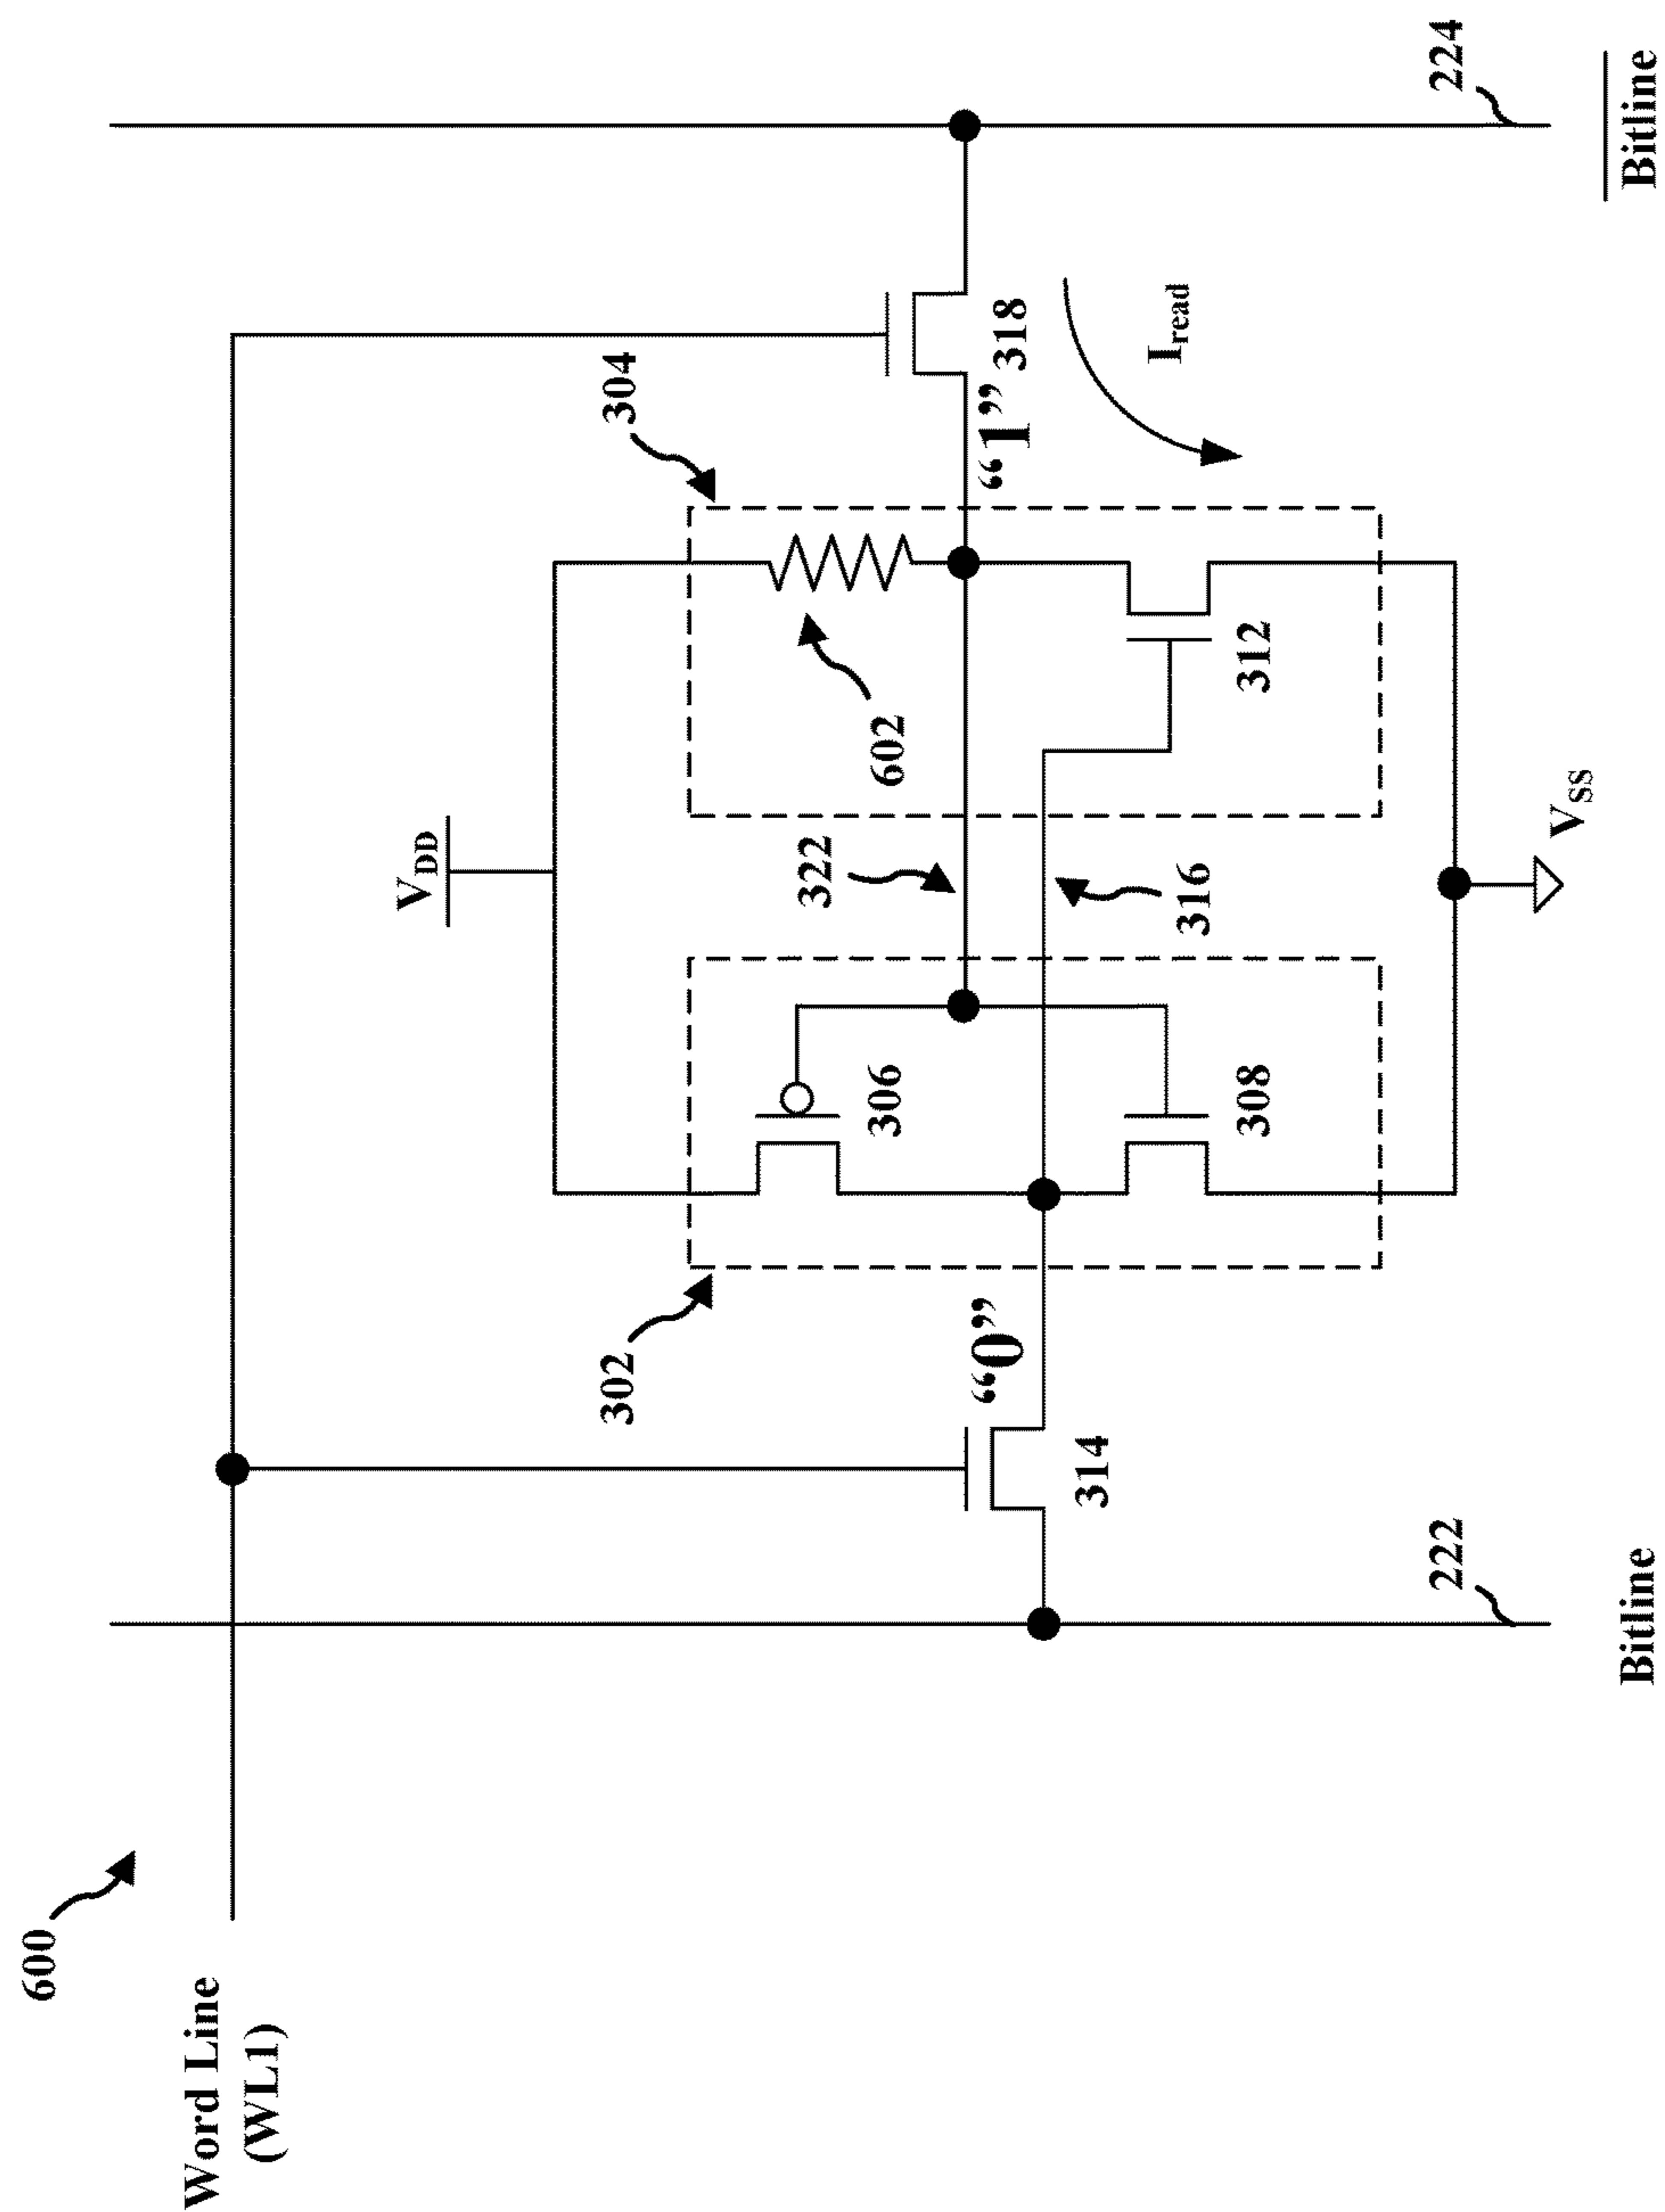 600
Word Line
(WL1)
V_DD
302
304
306
602
322
“0”
“1”
314
318
316
308
312
I_read
222
224
V_SS
Bitline
Bitline